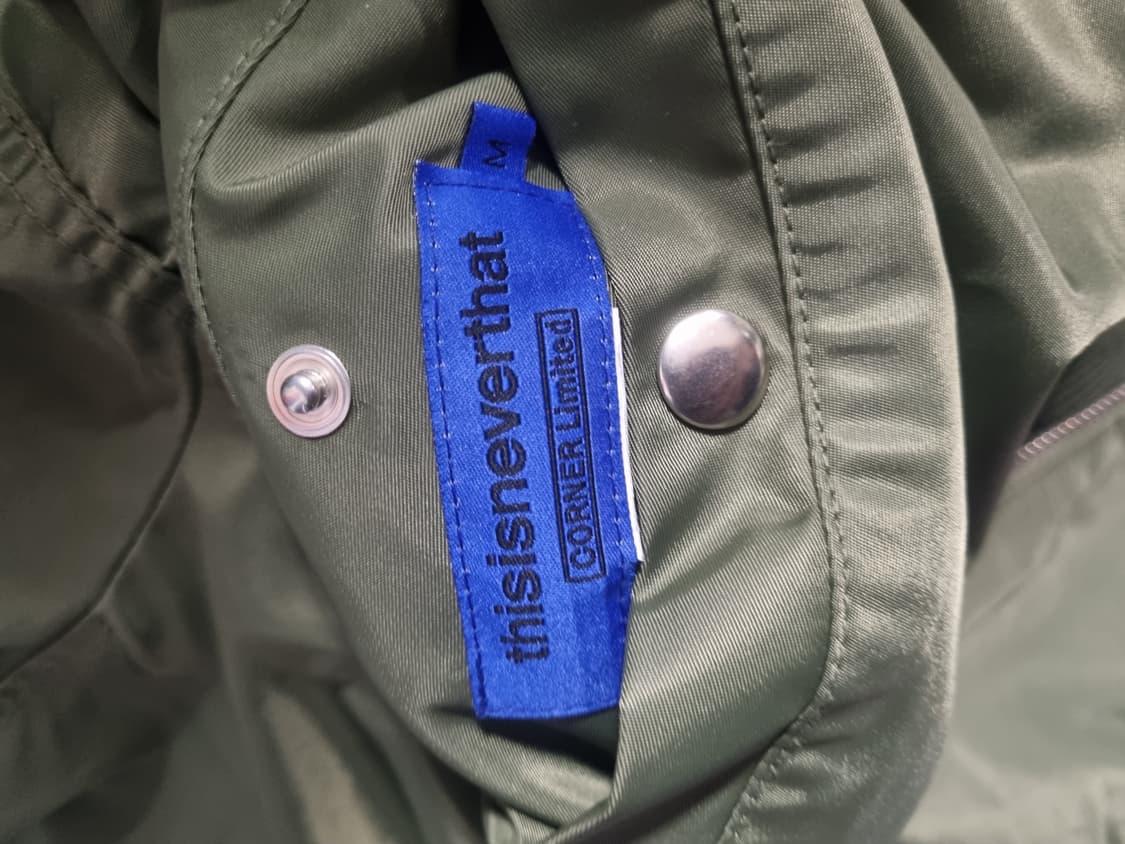 M
thisisneverthat
CORNER Limited